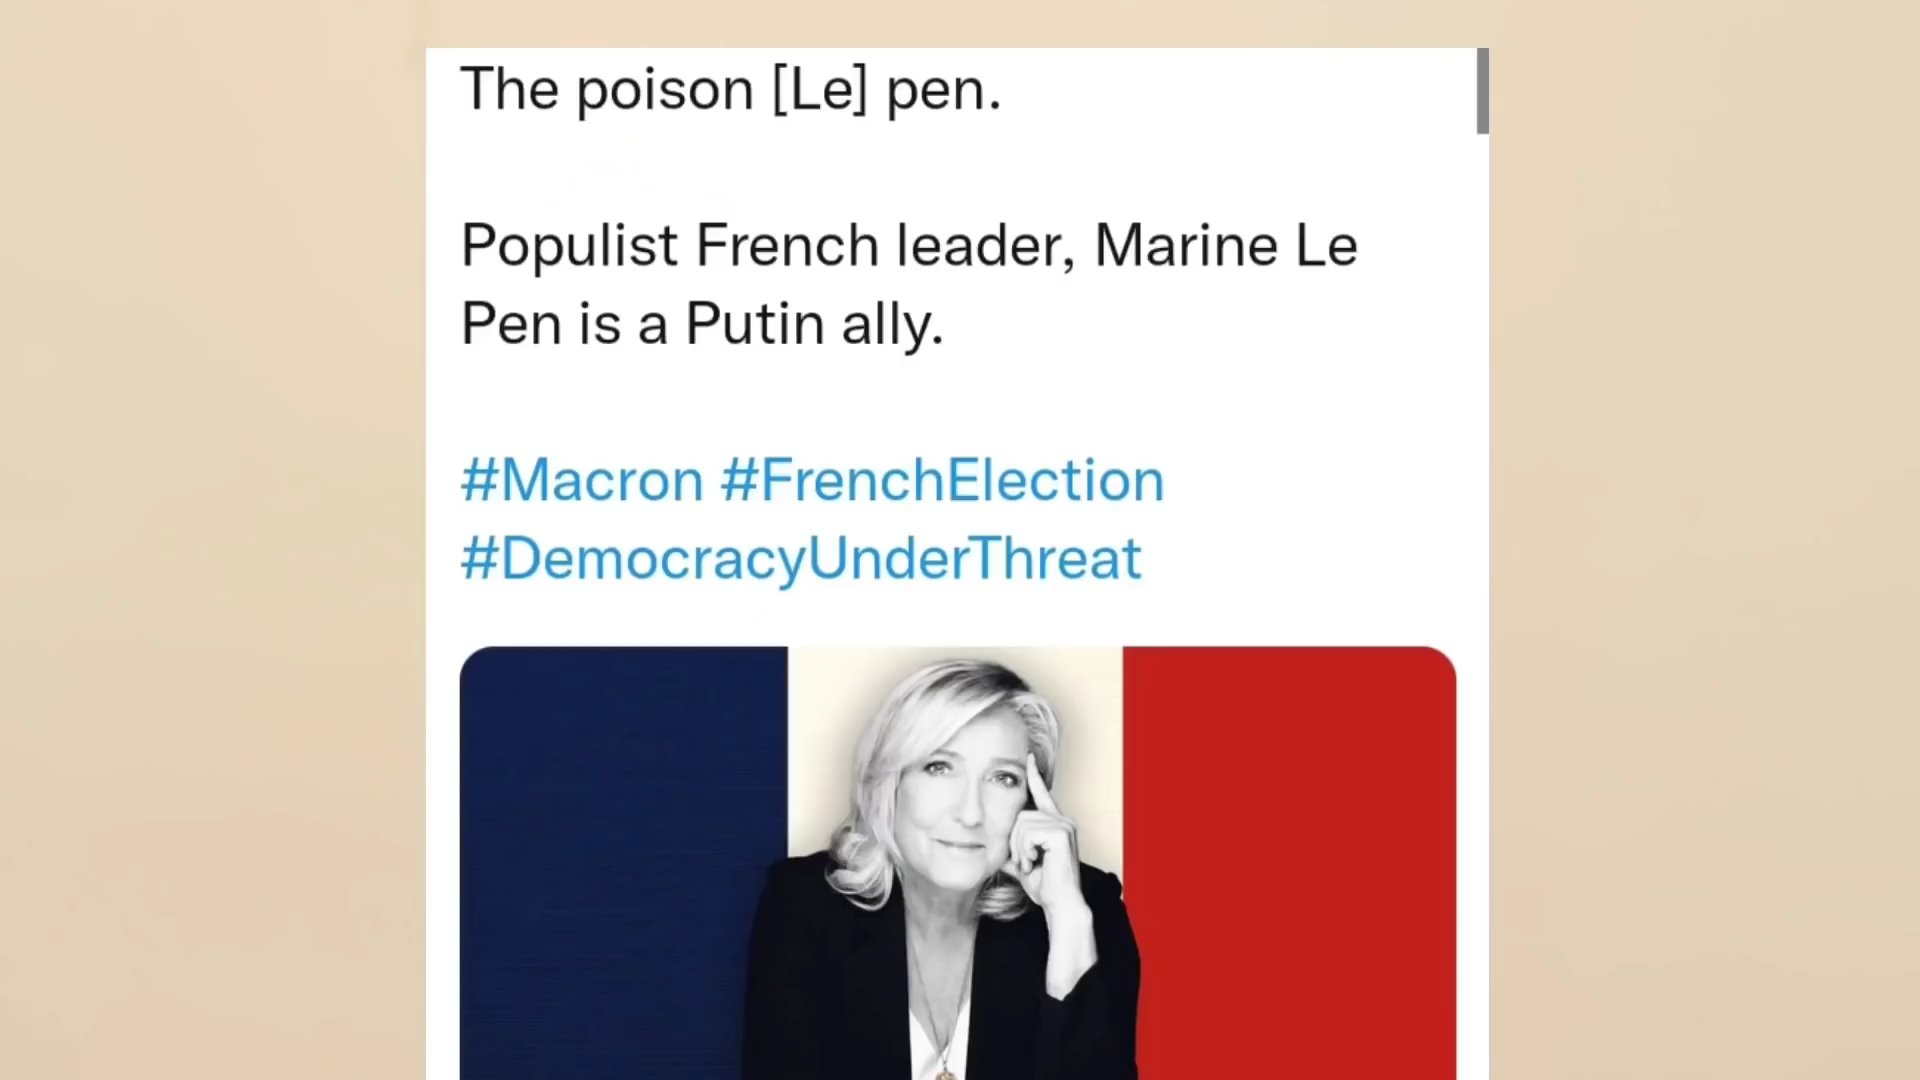 The poison [Le] pen.
Populist French leader, Marine Le
Pen is a Putin ally.
#Macron #FrenchElection
#DemocracyUnderThreat